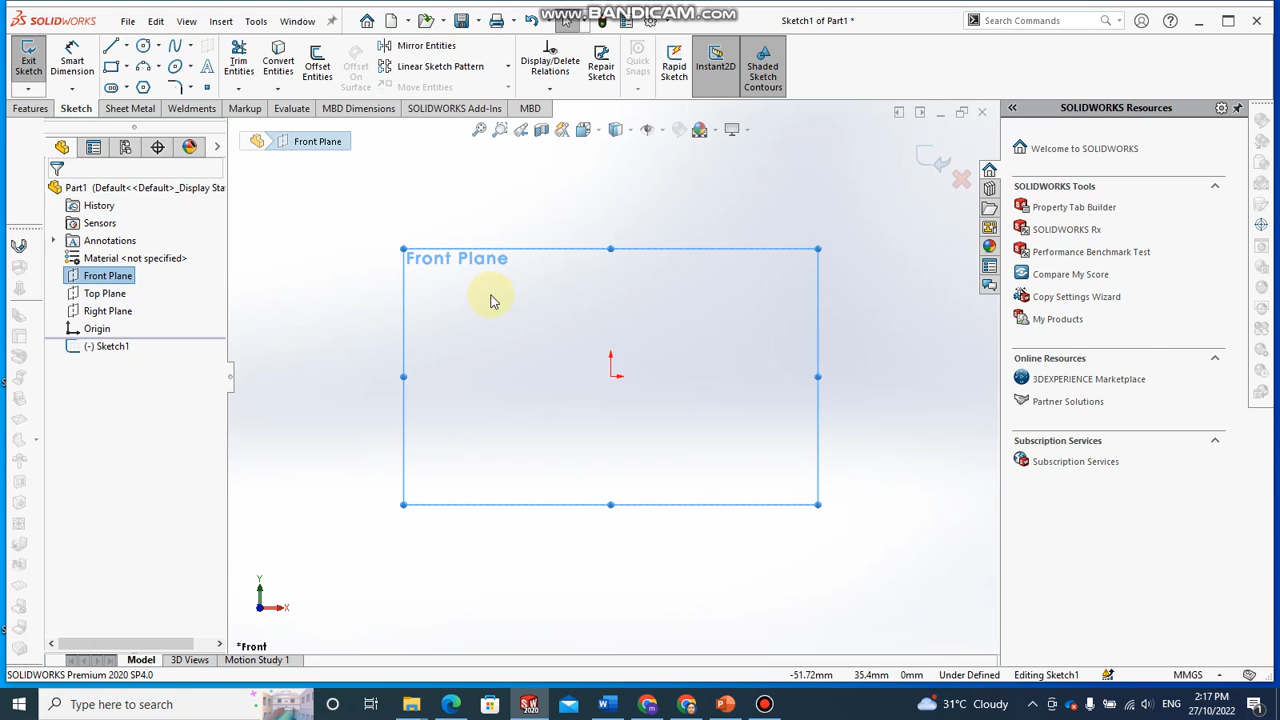 SOLIDWORKS File Edit View Insert Tools Window www.BANDICAM.com Sketch1 of Part1 * Search Commands
Exit Sketch Smart Dimension Trim Entities Convert Entities Offset Entities Offset On Surface Mirror Entities Linear Sketch Pattern Move Entities Display/Delete Relations Repair Sketch Quick Snaps Rapid Sketch Instant2D Shaded Sketch Contours
Features Sketch Sheet Metal Weldments Markup Evaluate MBD Dimensions SOLIDWORKS Add-Ins MBD
SOLIDWORKS Resources
Front Plane
Welcome to SOLIDWORKS
SOLIDWORKS Tools
Property Tab Builder
SOLIDWORKS Rx
Performance Benchmark Test
Compare My Score
Copy Settings Wizard
My Products
Online Resources
3DEXPERIENCE Marketplace
Partner Solutions
Subscription Services
Subscription Services
Part1 (Default<<Default>_Display Sta
History
Sensors
Annotations
Material <not specified>
Front Plane
Top Plane
Right Plane
Origin
(-) Sketch1
Front Plane
Y
X
*Front
Model 3D Views Motion Study 1
SOLIDWORKS Premium 2020 SP4.0 -51.72mm 35.4mm 0mm Under Defined Editing Sketch1 MMGS
Type here to search 31°C Cloudy ENG 2:17 PM
27/10/2022